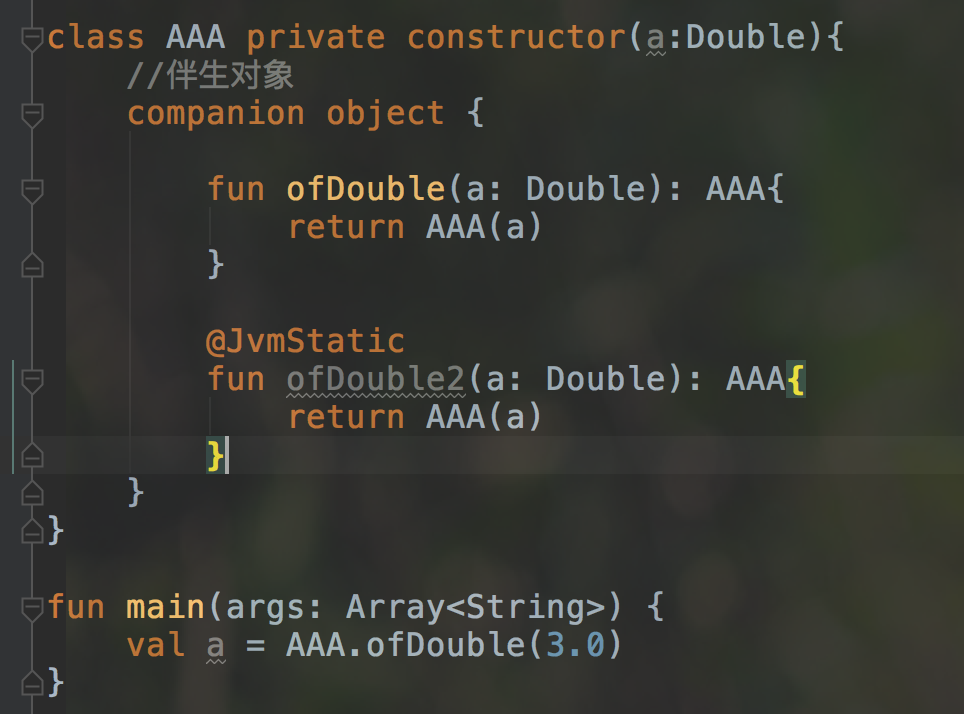 class AAA private constructor(a:Double){
    //伴生对象
    companion object {

        fun ofDouble(a: Double): AAA{
            return AAA(a)
        }

        @JvmStatic
        fun ofDouble2(a: Double): AAA{
            return AAA(a)
        }
    }
}

fun main(args: Array<String>) {
    val a = AAA.ofDouble(3.0)
}